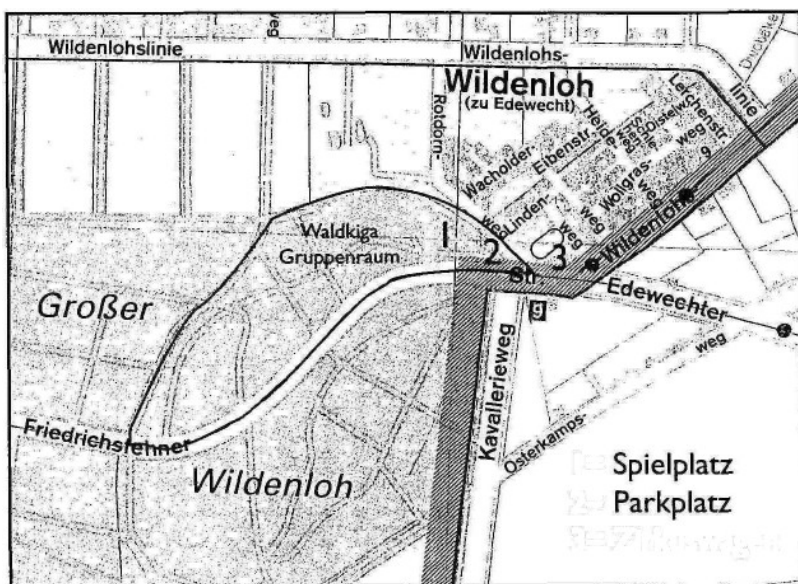 weg
Wildenlohslinie
Wildenlohs-
linie
Wildenloh
(zu Edewecht)
Rotdorn-
weg
Wacholder-
Eibenstr.
Heide-
weg
Distelweg
Lerchenstr.
Wollgras-
weg
Linden-
weg
9
1
2
3
Waldkiga
Gruppenraum
Wildenloh
Str
g
Edewechter
Großer
Wildenloh
Friedrichsfehner
Kavallerieweg
Osterkamps-
weg
Spielplatz
Parkplatz